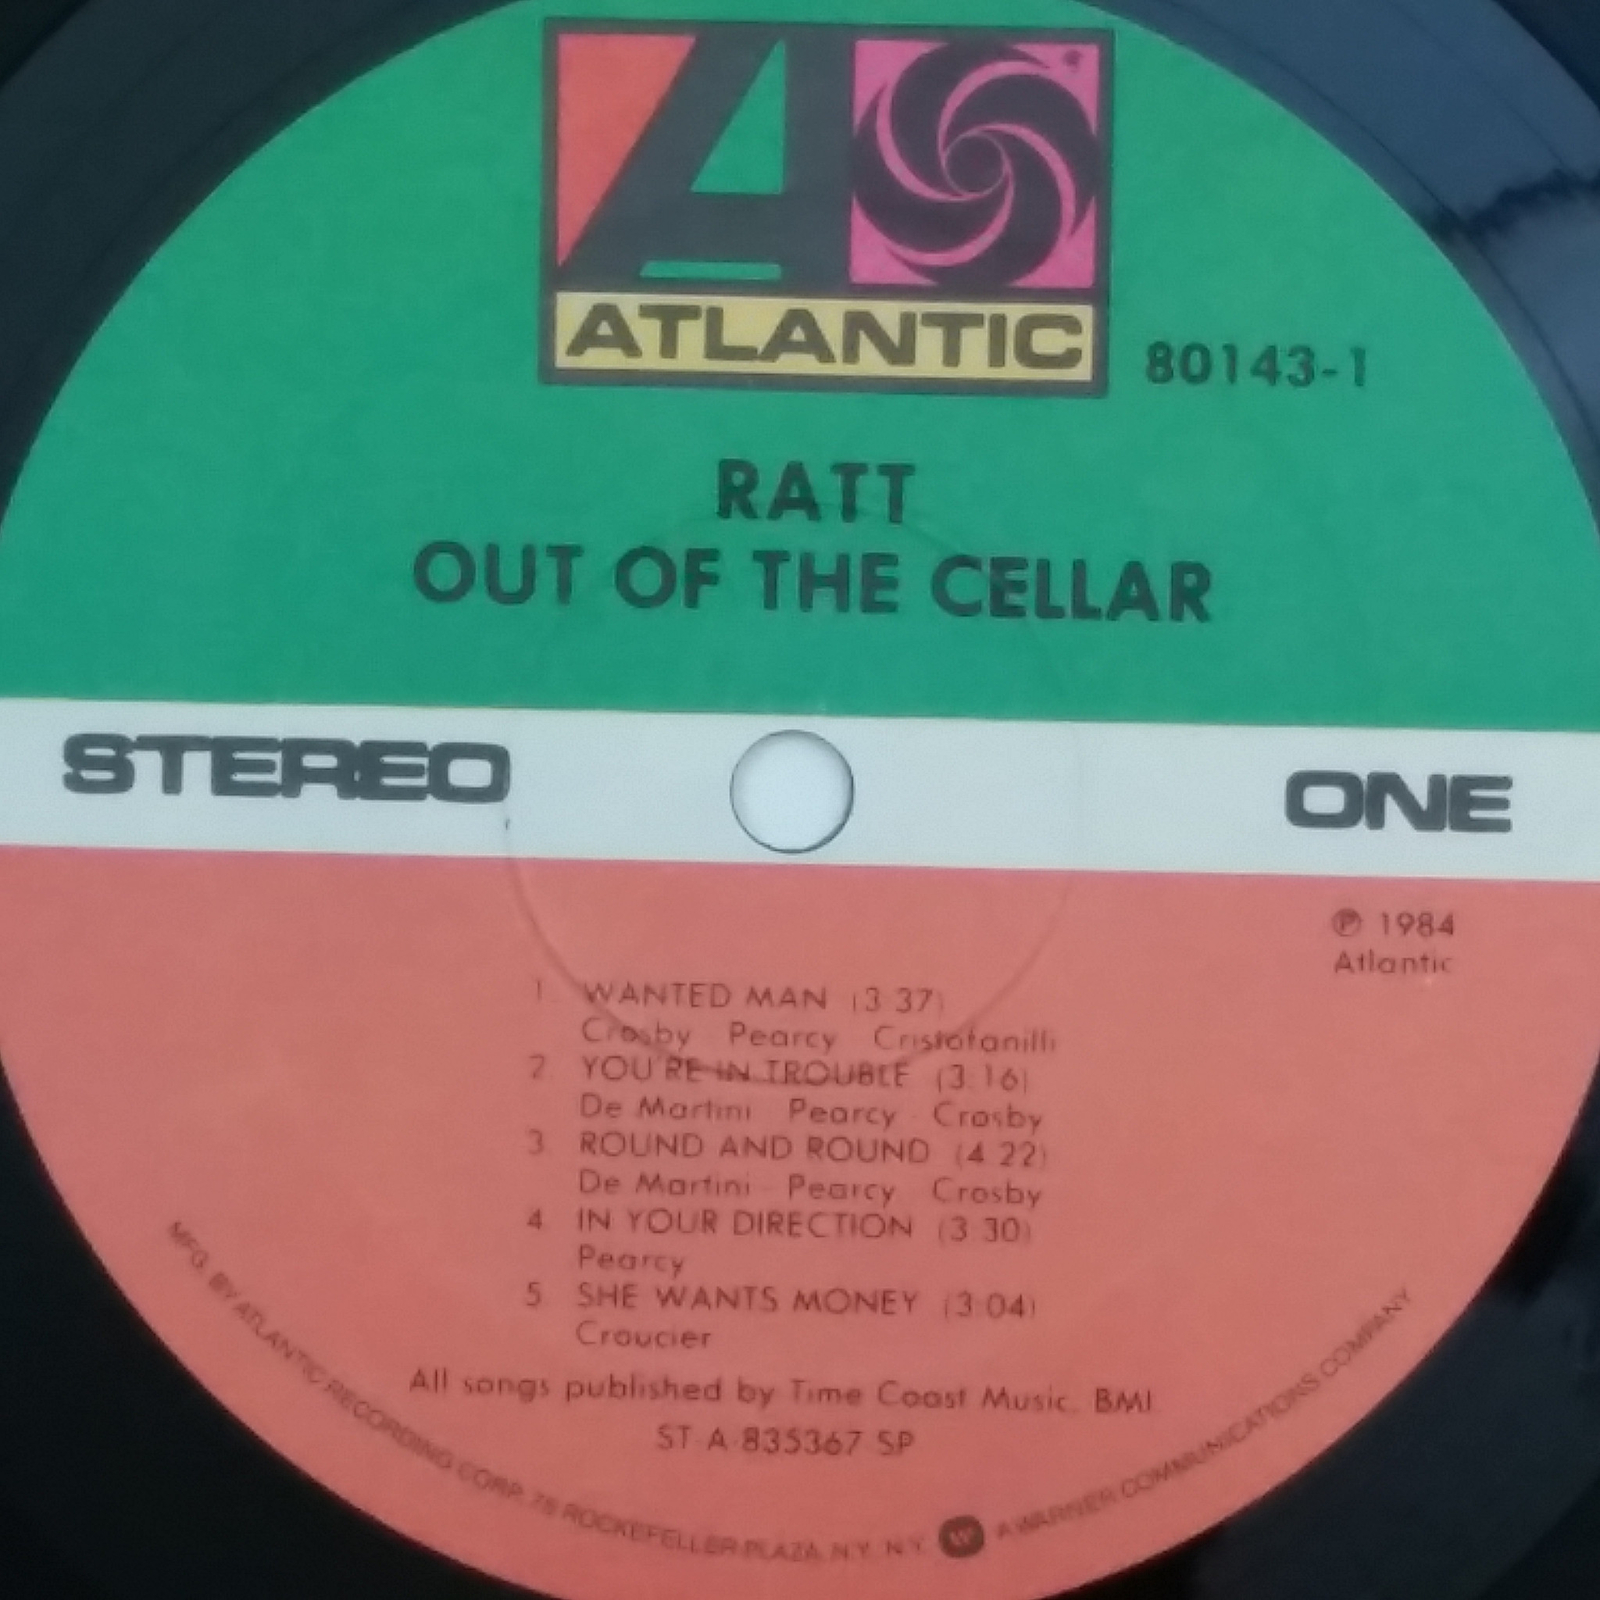 ATLANTIC
80143-1
RATT
OUT OF THE CELLAR
STEREO
ONE
℗ 1984
Atlantic
1. WANTED MAN (3:37)
Crosby Pearcy Cristofanilli
2. YOU'RE IN TROUBLE (3:16)
De Martini Pearcy - Crosby
3. ROUND AND ROUND (4:22)
De Martini - Pearcy Crosby
4. IN YOUR DIRECTION (3:30)
Pearcy
5. SHE WANTS MONEY (3:04)
Croucier
All songs published by Time Coast Music, BMI
ST-A-835367 SP
MFG. BY ATLANTIC RECORDING CORP. 75 ROCKEFELLER PLAZA, N.Y. N.Y. W A WARNER COMMUNICATIONS COMPANY